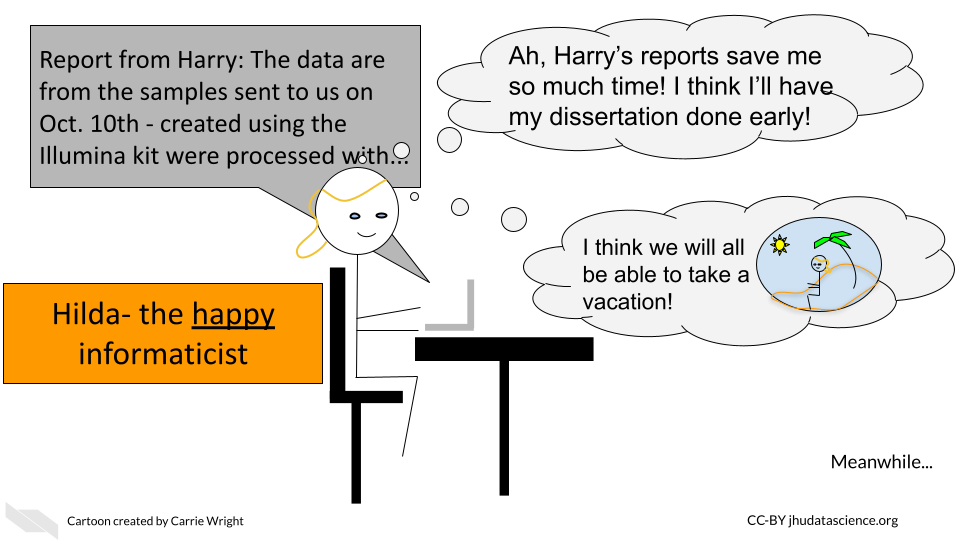 Report from Harry: The data are
from the samples sent to us on
Oct. 10th - created using the
Illumina kit were processed with...
Ah, Harry’s reports save me
so much time! I think I’ll have
my dissertation done early!
I think we will all
be able to take a
vacation!
Hilda- the happy
informaticist
Meanwhile...
Cartoon created by Carrie Wright
CC-BY jhudatascience.org